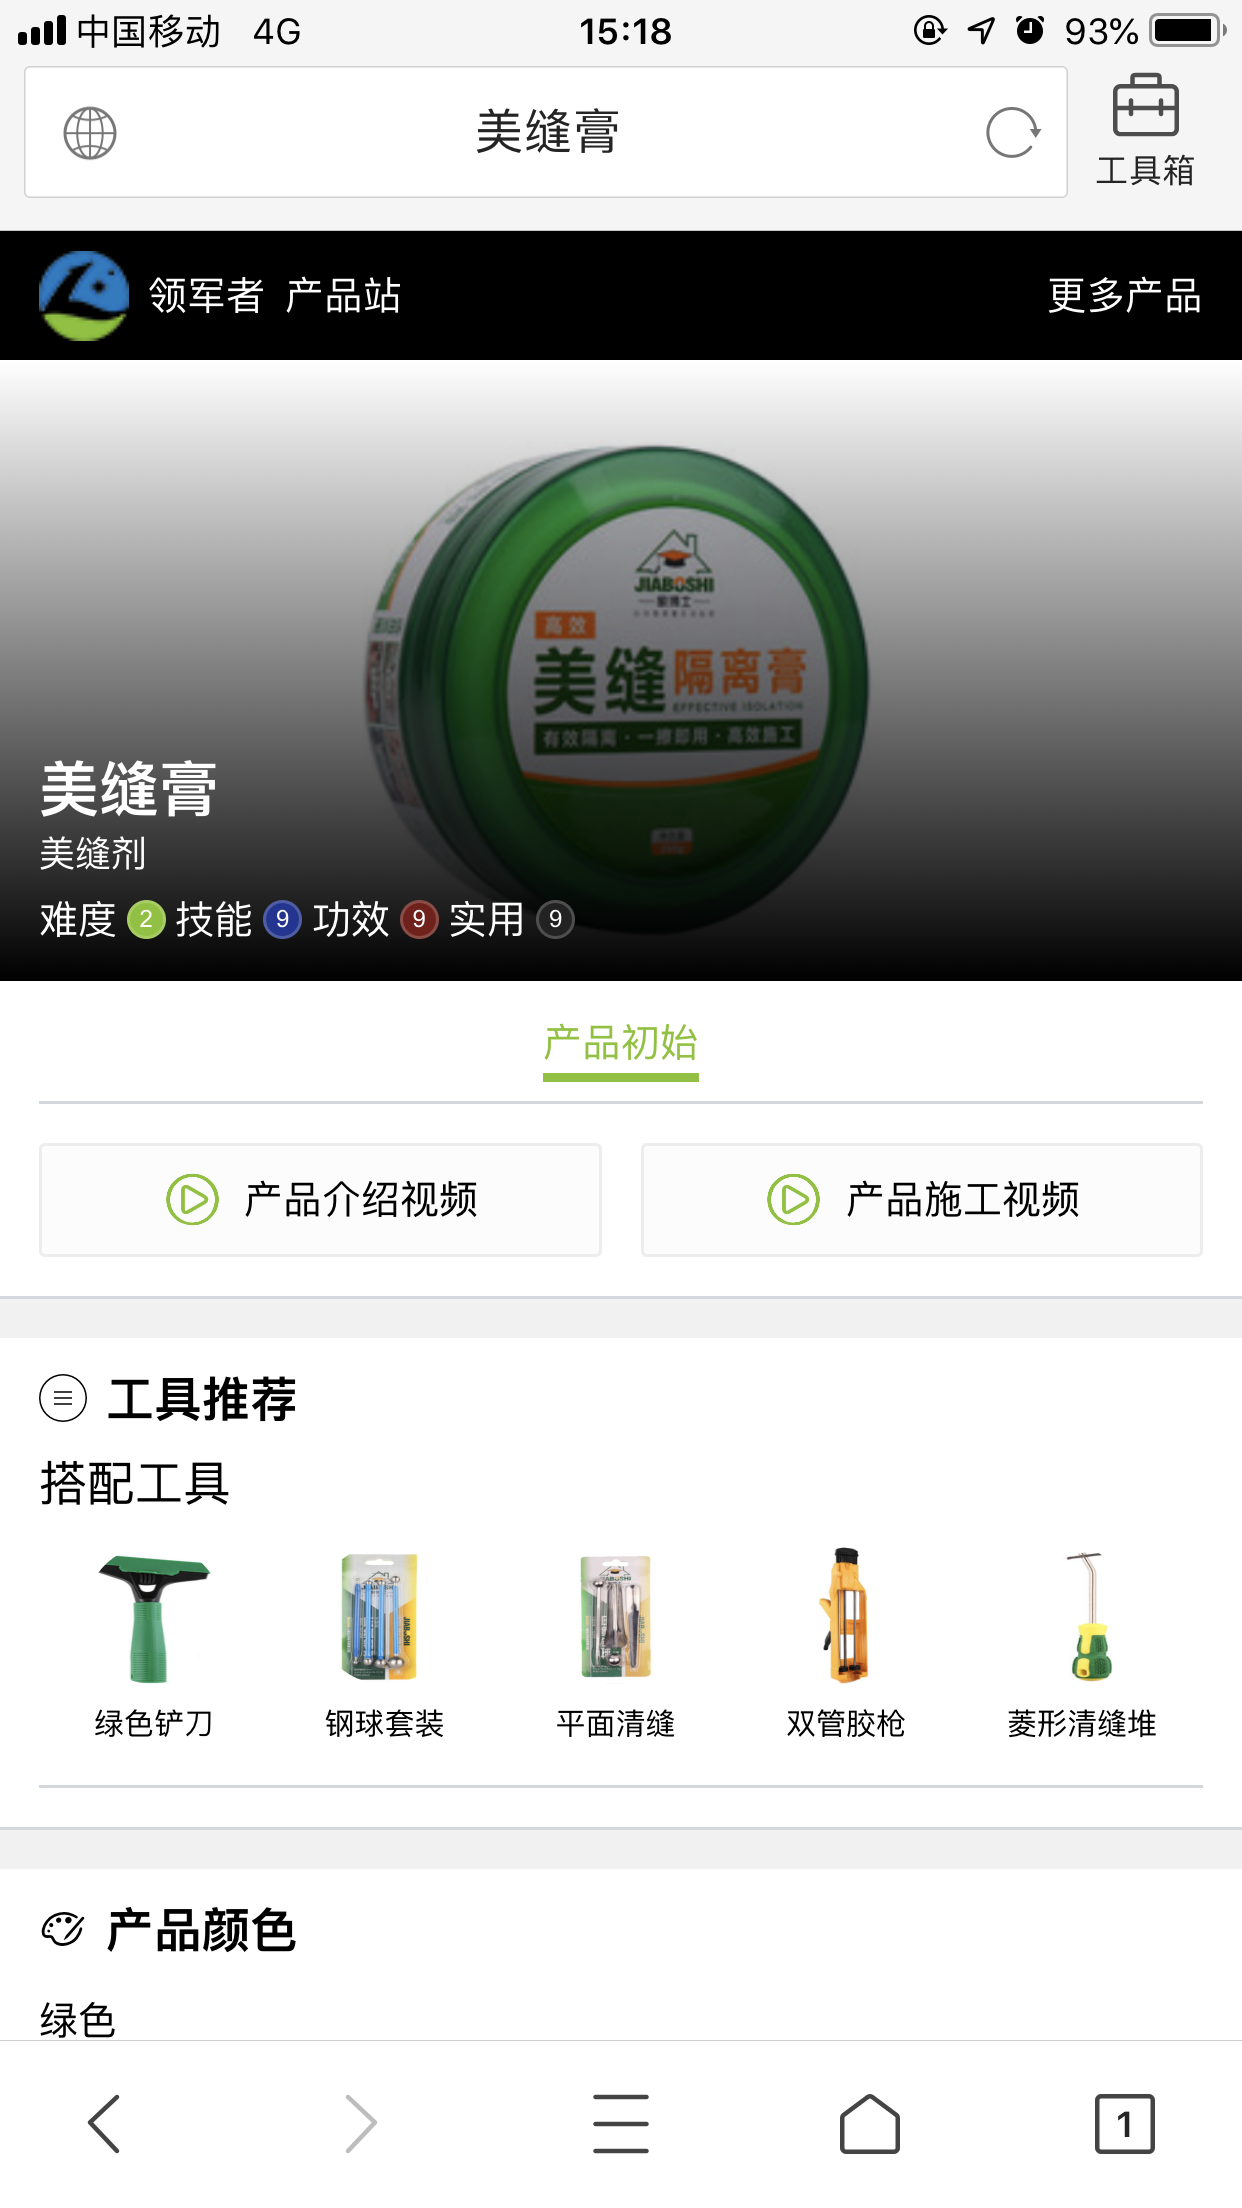 中国移动 4G 15:18 93%
美缝膏
工具箱
领军者 产品站 更多产品
JIABOSHI
高效
美缝隔离膏
EFFECTIVE ISOLATION
有效隔离·一擦即用·高效施工
美缝膏
美缝剂
难度 2 技能 9 功效 9 实用 9
产品初始
产品介绍视频 产品施工视频
工具推荐
搭配工具
绿色铲刀 钢球套装 平面清缝 双管胶枪 菱形清缝堆
产品颜色
绿色
1